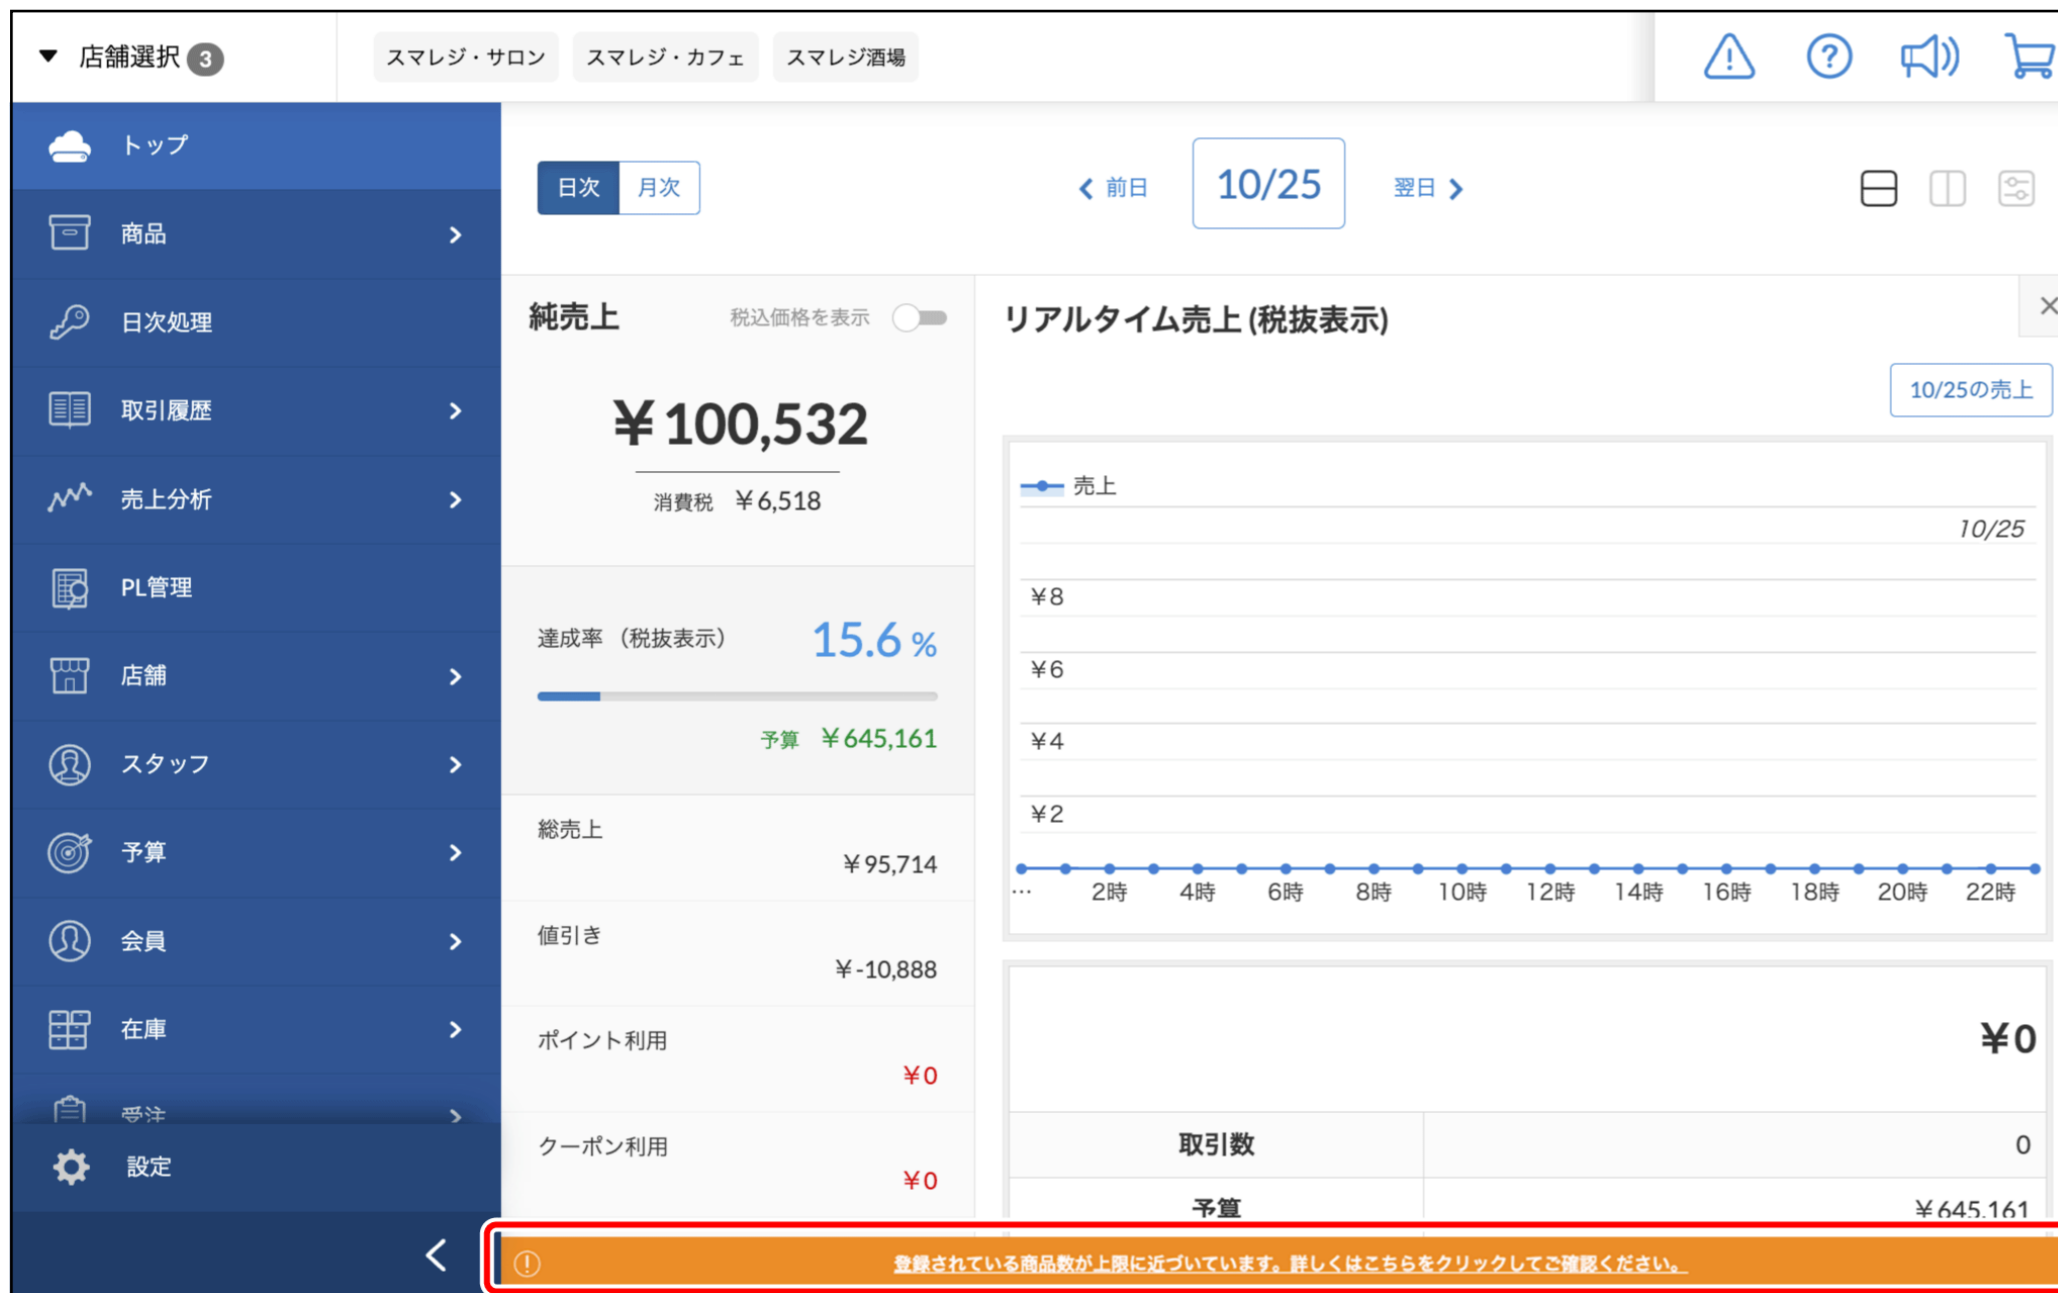 ▼ 店舗選択 3
スマレジ・サロン
スマレジ・カフェ
スマレジ酒場
トップ
商品
日次処理
取引履歴
売上分析
PL管理
店舗
スタッフ
予算
会員
在庫
受注
設定
日次 月次
前日
10/25
翌日
純売上
税込価格を表示
¥100,532
消費税 ¥6,518
達成率（税抜表示） 15.6 %
予算 ¥645,161
総売上
¥95,714
値引き
¥-10,888
ポイント利用
¥0
クーポン利用
¥0
リアルタイム売上 (税抜表示)
10/25の売上
売上
10/25
¥8
¥6
¥4
¥2
… 2時 4時 6時 8時 10時 12時 14時 16時 18時 20時 22時
¥0
取引数 0
予算 ¥645,161
登録されている商品数が上限に近づいています。詳しくはこちらをクリックしてご確認ください。